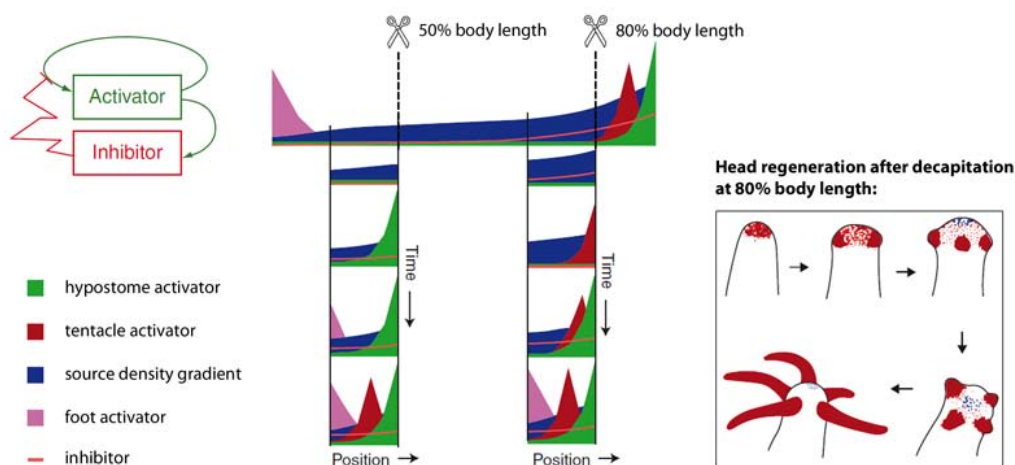 50% body length
80% body length
Activator
Inhibitor
Head regeneration after decapitation
at 80% body length:
Time
Time
hypostome activator
tentacle activator
source density gradient
foot activator
inhibitor
Position
Position